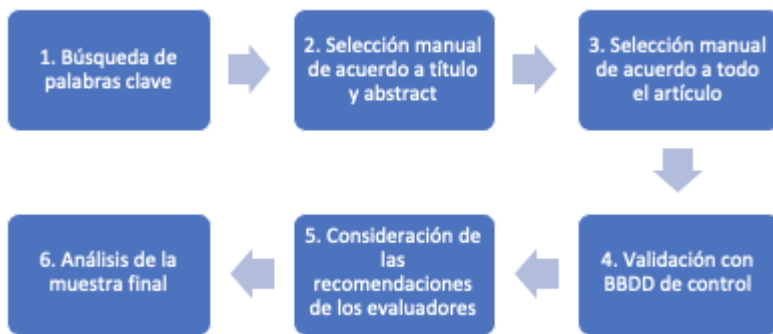 1. Búsqueda de
palabras clave
2. Selección manual
de acuerdo a título
y abstract
3. Selección manual
de acuerdo a todo
el artículo
4. Validación con
BBDD de control
5. Consideración de
las
recomendaciones
de los evaluadores
6. Análisis de la
muestra final